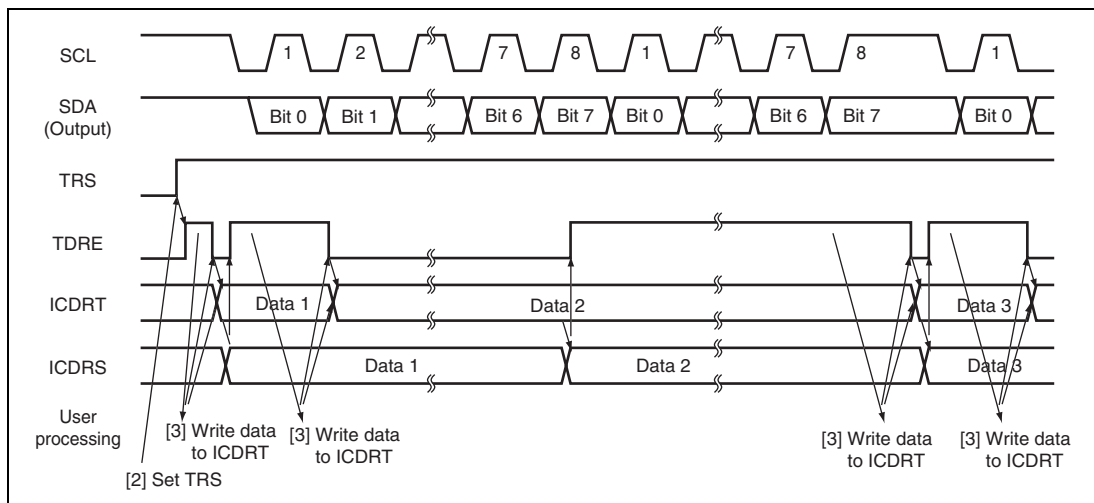 SCL
1
2
7
8
1
7
8
1
SDA
(Output)
Bit 0
Bit 1
Bit 6
Bit 7
Bit 0
Bit 6
Bit 7
Bit 0
TRS
TDRE
ICDRT
Data 1
Data 2
Data 3
ICDRS
Data 1
Data 2
Data 3
User
processing
[3] Write data
to ICDRT
[3] Write data
to ICDRT
[3] Write data
to ICDRT
[3] Write data
to ICDRT
[2] Set TRS